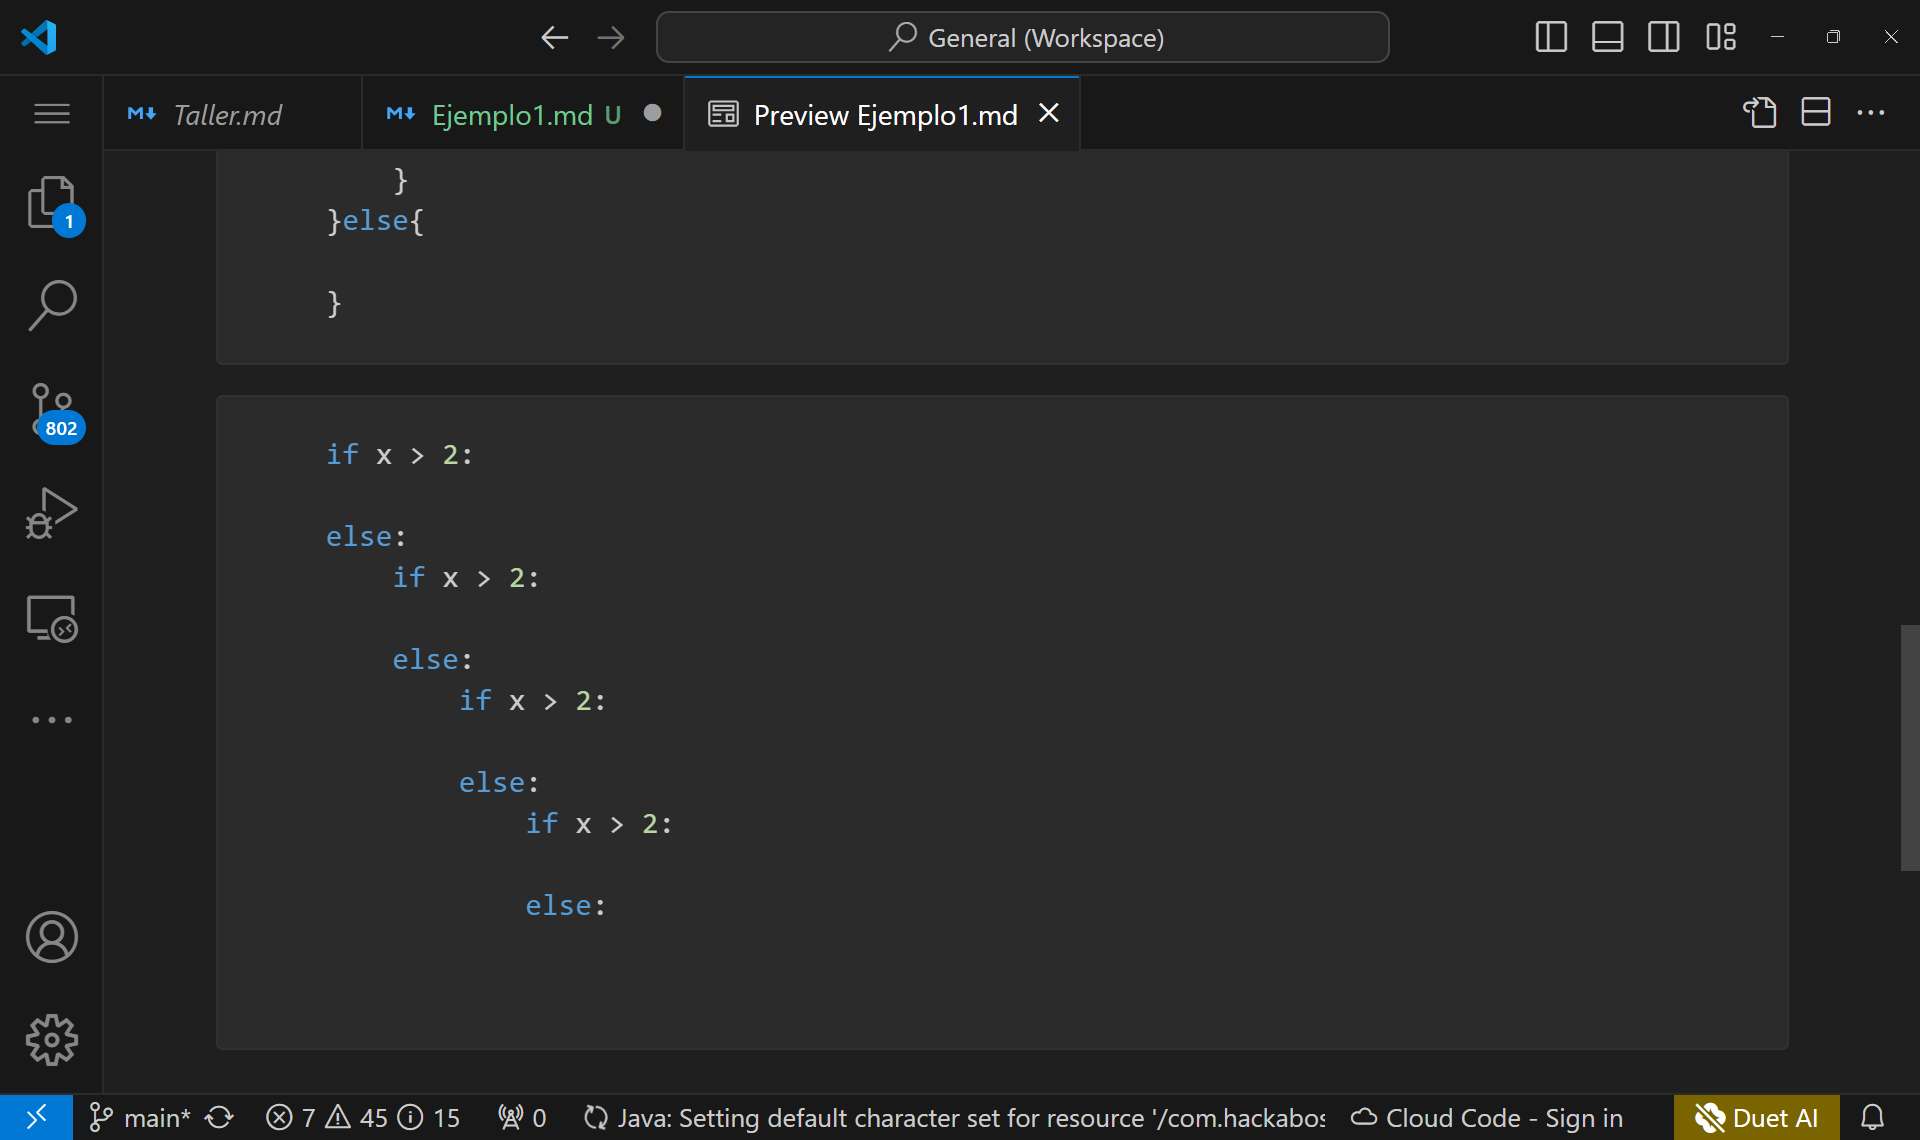 General (Workspace)
Taller.md
Ejemplo1.md U
Preview Ejemplo1.md
1
802
}
}else{
}
if x > 2:
else:
if x > 2:
else:
if x > 2:
else:
if x > 2:
else:
main* 7 45 15 0 Java: Setting default character set for resource '/com.hackabos Cloud Code - Sign in Duet AI